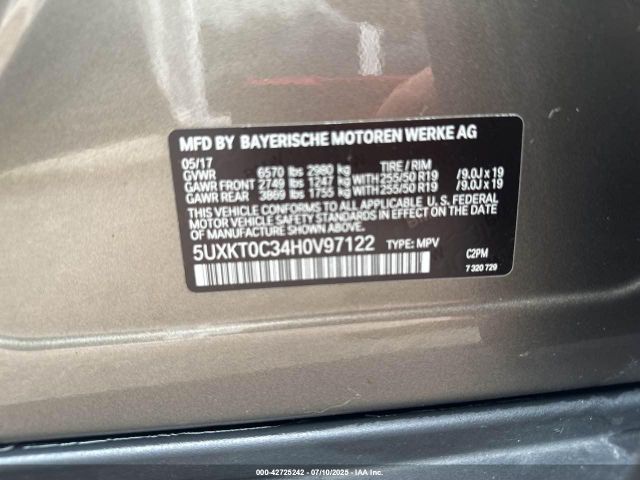 MFD BY BAYERISCHE MOTOREN WERKE AG
05/17 TIRE / RIM
GVWR 6570 lbs 2980 kg
GAWR FRONT 2749 lbs 1247 kg WITH 255/50 R19 /9.0J x 19
GAWR REAR 3869 lbs 1755 kg WITH 255/50 R19 /9.0J x 19
THIS VEHICLE CONFORMS TO ALL APPLICABLE U. S. FEDERAL
MOTOR VEHICLE SAFETY STANDARDS IN EFFECT ON THE
DATE OF MANUFACTURE SHOWN ABOVE.
5UXKT0C34H0V97122 TYPE: MPV C2PM
7 320 729
000-42725242 - 07/10/2025 - IAA Inc.